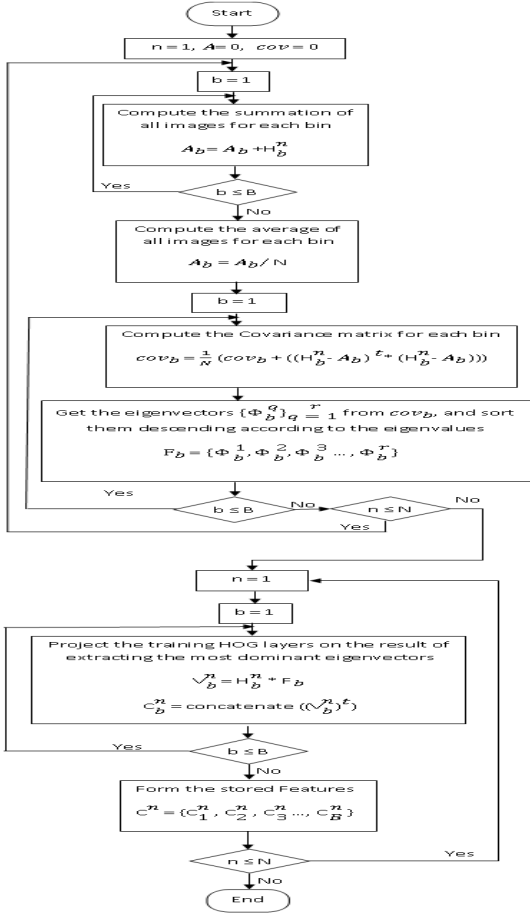 Start
n = 1, A=0, cov = 0
b = 1
Compute the summation of
all images for each bin
A_b = A_b + H_b^n
Yes
b ≤ B
No
Compute the average of
all images for each bin
A_b = A_b / N
b = 1
Compute the Covariance matrix for each bin
cov_b = 1/N (cov_b + ((H_b^n - A_b)^t * (H_b^n - A_b)))
Get the eigenvectors {Φ_b^q}_{q=1}^r from cov_b, and sort
them descending according to the eigenvalues
F_b = {Φ_b^1, Φ_b^2, Φ_b^3 ..., Φ_b^r}
Yes
b ≤ B
No
n ≤ N
No
Yes
n = 1
b = 1
Project the training HOG layers on the result of
extracting the most dominant eigenvectors
V_b^n = H_b^n * F_b
C_b^n = concatenate ((V_b^n)^t)
Yes
b ≤ B
No
Form the stored Features
C^n = {C_1^n, C_2^n, C_3^n ..., C_B^n}
n ≤ N
Yes
No
End